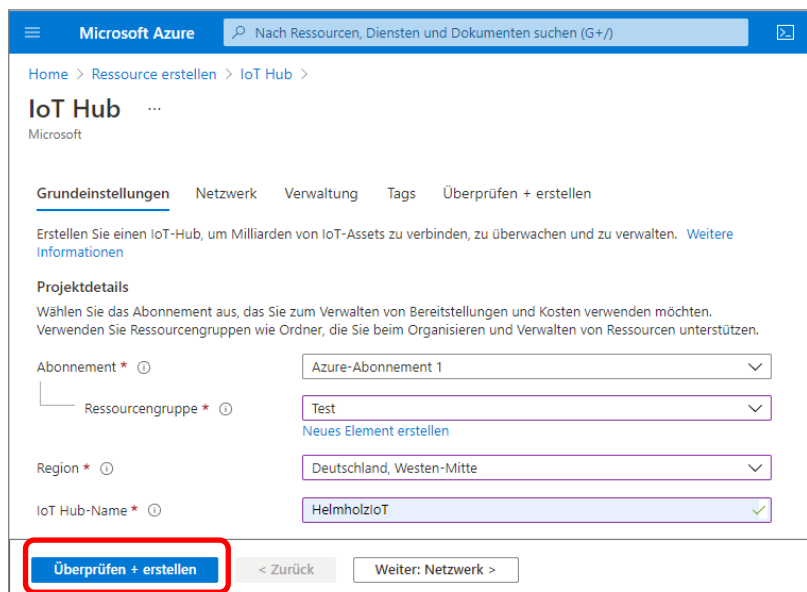 Microsoft Azure
Nach Ressourcen, Diensten und Dokumenten suchen (G+/)
Home > Ressource erstellen > IoT Hub >
IoT Hub ...
Microsoft
Grundeinstellungen Netzwerk Verwaltung Tags Überprüfen + erstellen
Erstellen Sie einen IoT-Hub, um Milliarden von IoT-Assets zu verbinden, zu überwachen und zu verwalten. Weitere
Informationen
Projektdetails
Wählen Sie das Abonnement aus, das Sie zum Verwalten von Bereitstellungen und Kosten verwenden möchten.
Verwenden Sie Ressourcengruppen wie Ordner, die Sie beim Organisieren und Verwalten von Ressourcen unterstützen.
Abonnement * Azure-Abonnement 1
Ressourcengruppe * Test
Neues Element erstellen
Region * Deutschland, Westen-Mitte
IoT Hub-Name * HelmholzIoT
Überprüfen + erstellen < Zurück Weiter: Netzwerk >